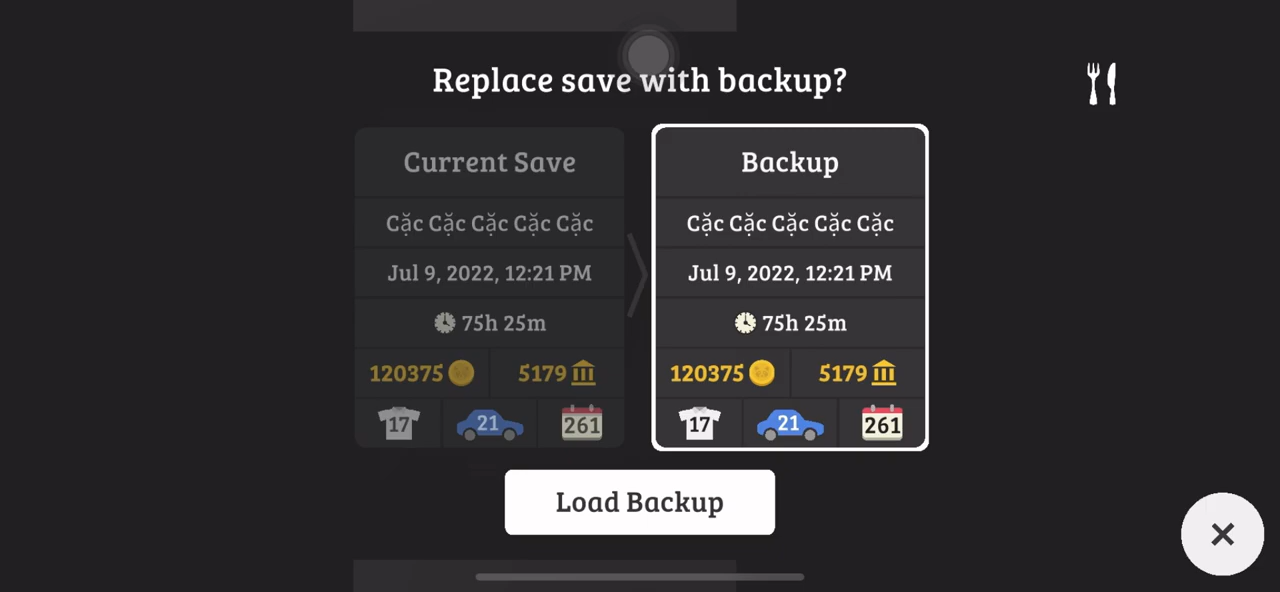 Replace save with backup?
Current Save
Cặc Cặc Cặc Cặc Cặc
Jul 9, 2022, 12:21 PM
75h 25m
120375
5179
17
21
261
Backup
Cặc Cặc Cặc Cặc Cặc
Jul 9, 2022, 12:21 PM
75h 25m
120375
5179
17
21
261
Load Backup